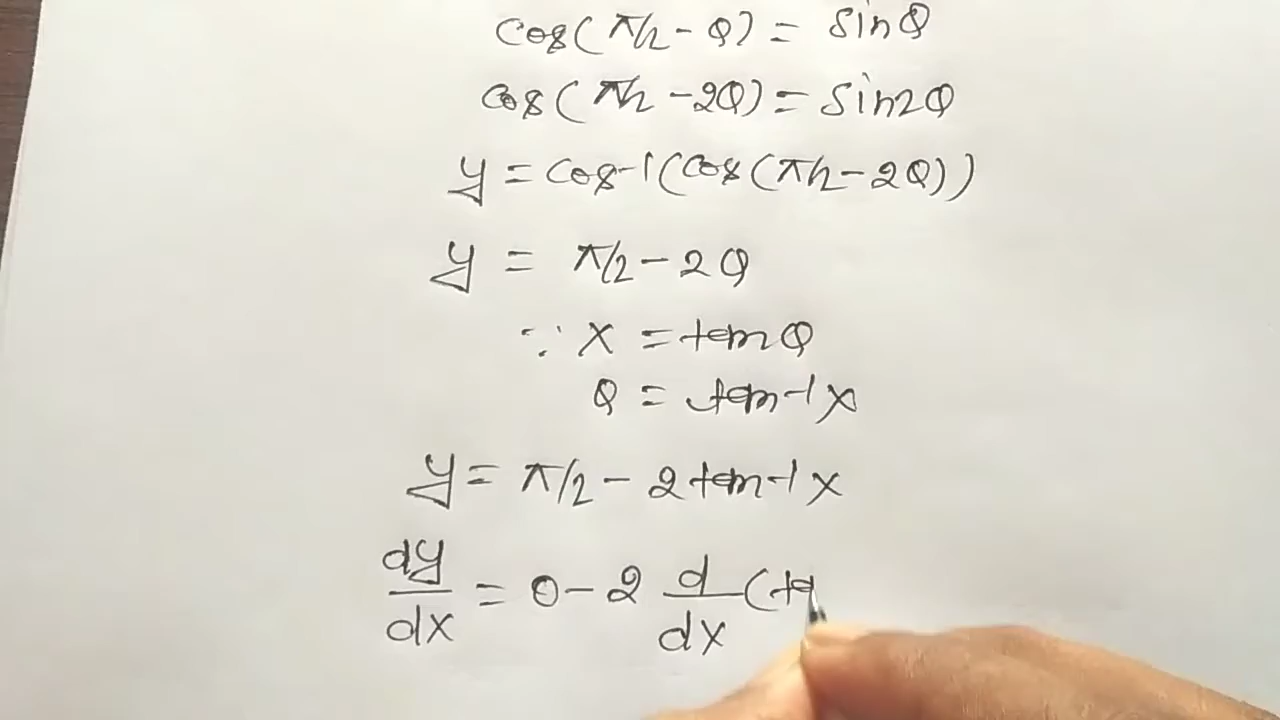 cos(π/2 - θ) = sinθ
cos(π/2 - 2θ) = sin2θ
y = cos-1(cos(π/2 - 2θ))
y = π/2 - 2θ
∵ x = tanθ
θ = tan-1x
y = π/2 - 2tan-1x
dy/dx = 0 - 2 d/dx (ta